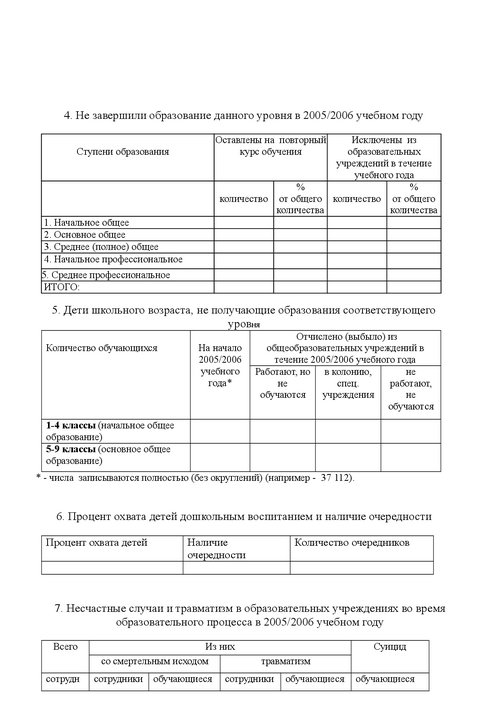 4. Не завершили образование данного уровня в 2005/2006 учебном году
Ступени образования
Оставлены на повторный
курс обучения
Исключены из
образовательных
учреждений в течение
учебного года
количество
%
от общего
количества
количество
%
от общего
количества
1. Начальное общее
2. Основное общее
3. Среднее (полное) общее
4. Начальное профессиональное
5. Среднее профессиональное
ИТОГО:
5. Дети школьного возраста, не получающие образования соответствующего
уровня
Количество обучающихся
На начало
2005/2006
учебного
года*
Отчислено (выбыло) из
общеобразовательных учреждений в
течение 2005/2006 учебного года
Работают, но
не
обучаются
в колонию,
спец.
учреждения
не
работают,
не
обучаются
1-4 классы (начальное общее
образование)
5-9 классы (основное общее
образование)
* - числа записываются полностью (без округлений) (например - 37 112).
6. Процент охвата детей дошкольным воспитанием и наличие очередности
Процент охвата детей
Наличие
очередности
Количество очередников
7. Несчастные случаи и травматизм в образовательных учреждениях во время
образовательного процесса в 2005/2006 учебном году
Всего
Из них
Суицид
со смертельным исходом
травматизм
сотрудн
сотрудники
обучающиеся
сотрудники
обучающиеся
обучающиеся